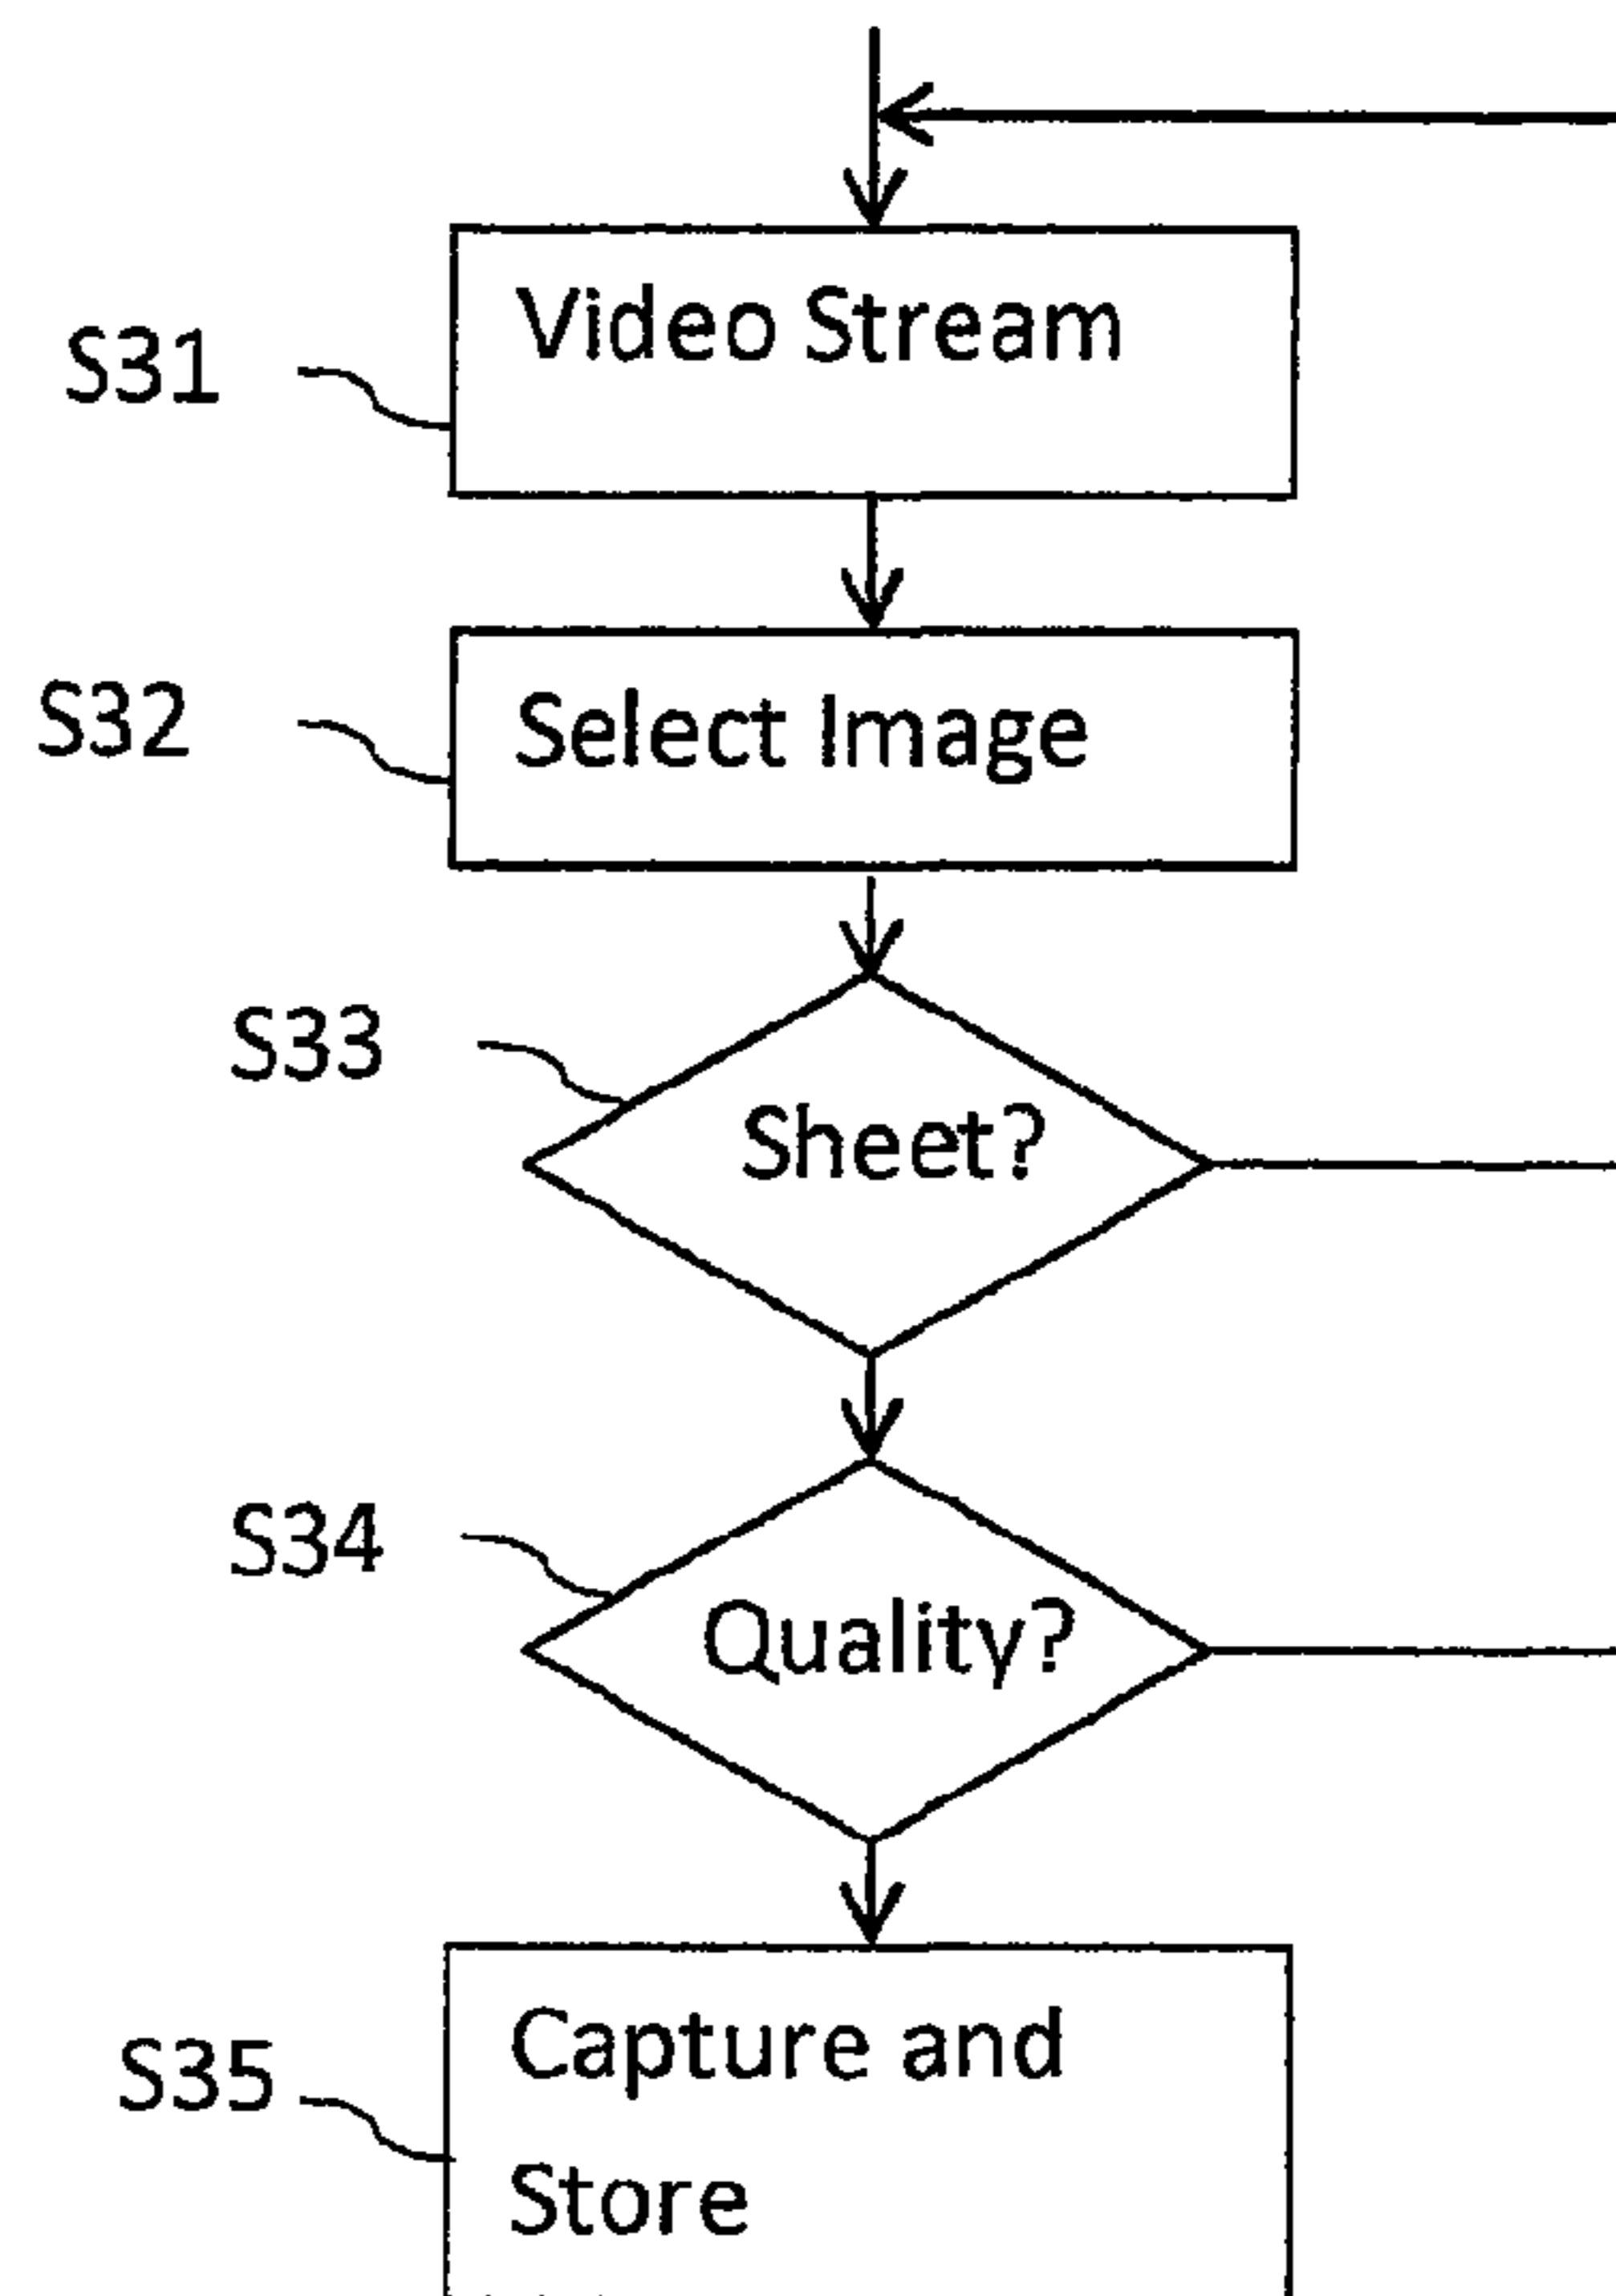 S31
Video Stream
S32
Select Image
S33
Sheet?
S34
Quality?
S35
Capture and
Store